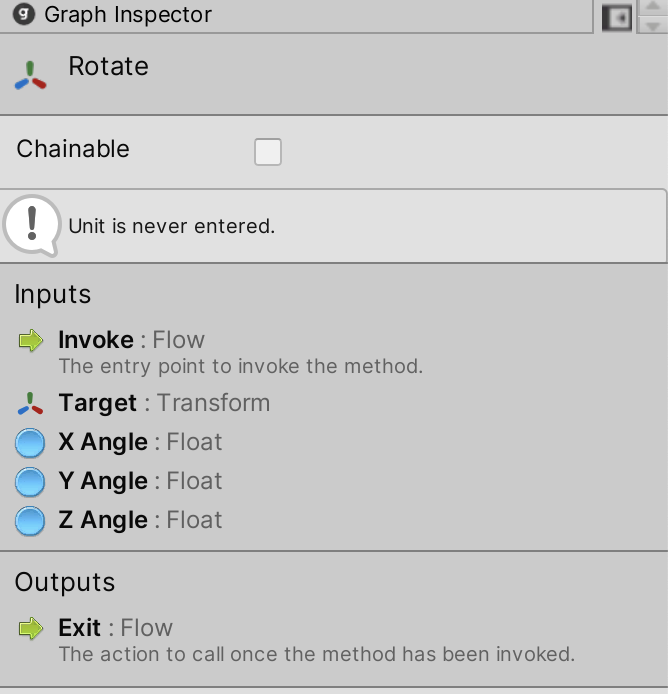 Graph Inspector
Rotate
Chainable
Unit is never entered.
Inputs
Invoke : Flow
The entry point to invoke the method.
Target : Transform
X Angle : Float
Y Angle : Float
Z Angle : Float
Outputs
Exit : Flow
The action to call once the method has been invoked.